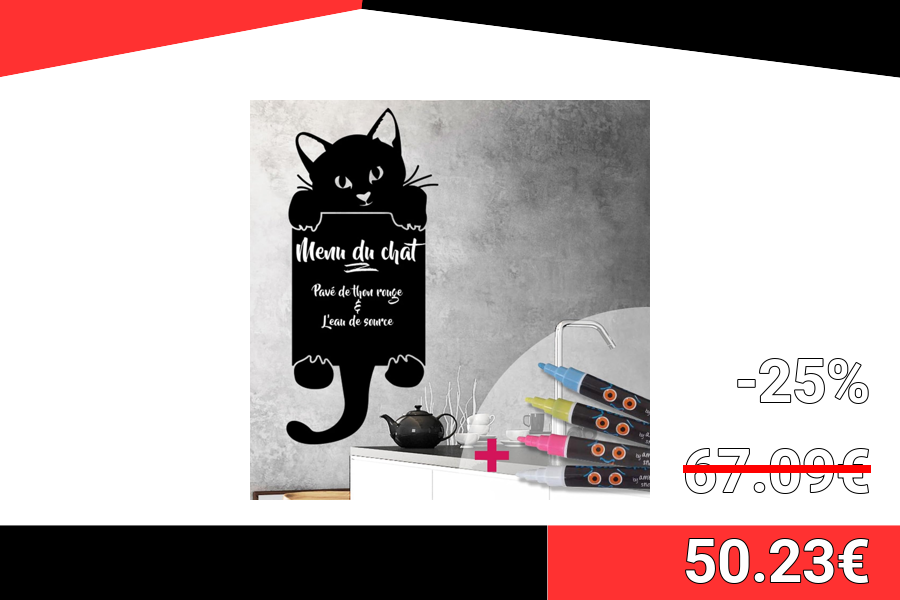 Menu du chat
Pavé de thon rouge
&
L'eau de source
-25%
67.09€
50.23€